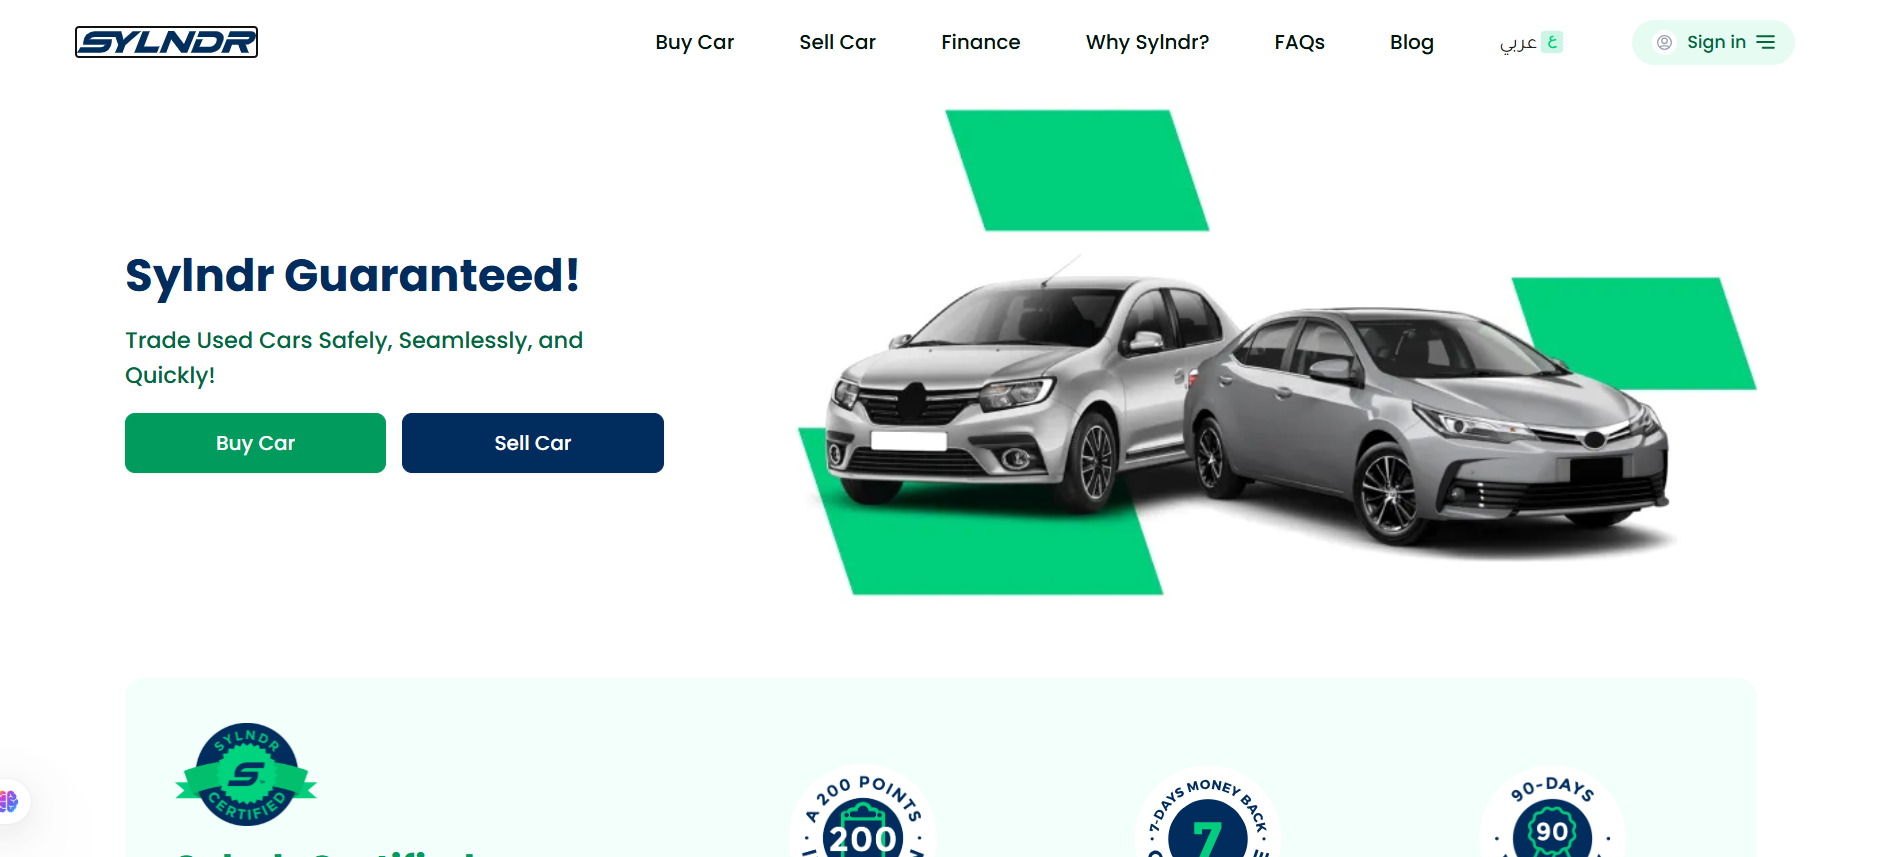 SYLNDR
Buy Car
Sell Car
Finance
Why Sylndr?
FAQs
Blog
عربي ع
Sign in
Sylndr Guaranteed!
Trade Used Cars Safely, Seamlessly, and
Quickly!
Buy Car
Sell Car
SYLNDR
S
CERTIFIED
A 200 POINTS
200
7-DAYS MONEY BACK
7
90-DAYS
90